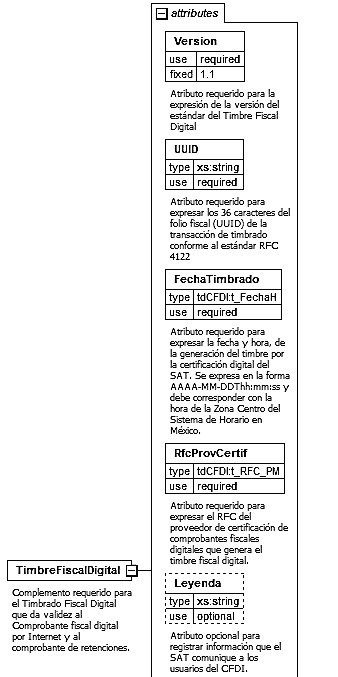 attributes
Version
use required
fixed 1.1
Atributo requerido para la
expresión de la versión del
estándar del Timbre Fiscal
Digital
UUID
type xs:string
use required
Atributo requerido para
expresar los 36 caracteres del
folio fiscal (UUID) de la
transacción de timbrado
conforme al estándar RFC
4122
FechaTimbrado
type tdCFDI:t_FechaH
use required
Atributo requerido para
expresar la fecha y hora, de
la generación del timbre por
la certificación digital del
SAT. Se expresa en la forma
AAAA-MM-DDThh:mm:ss y
debe corresponder con la
hora de la Zona Centro del
Sistema de Horario en
México.
RfcProvCertif
type tdCFDI:t_RFC_PM
use required
Atributo requerido para
expresar el RFC del
proveedor de certificación de
comprobantes fiscales
digitales que genera el
timbre fiscal digital.
TimbreFiscalDigital
Complemento requerido para
el Timbrado Fiscal Digital
que da validez al
Comprobante fiscal digital
por Internet y al
comprobante de retenciones.
Leyenda
type xs:string
use optional
Atributo opcional para
registrar información que el
SAT comunique a los
usuarios del CFDI.